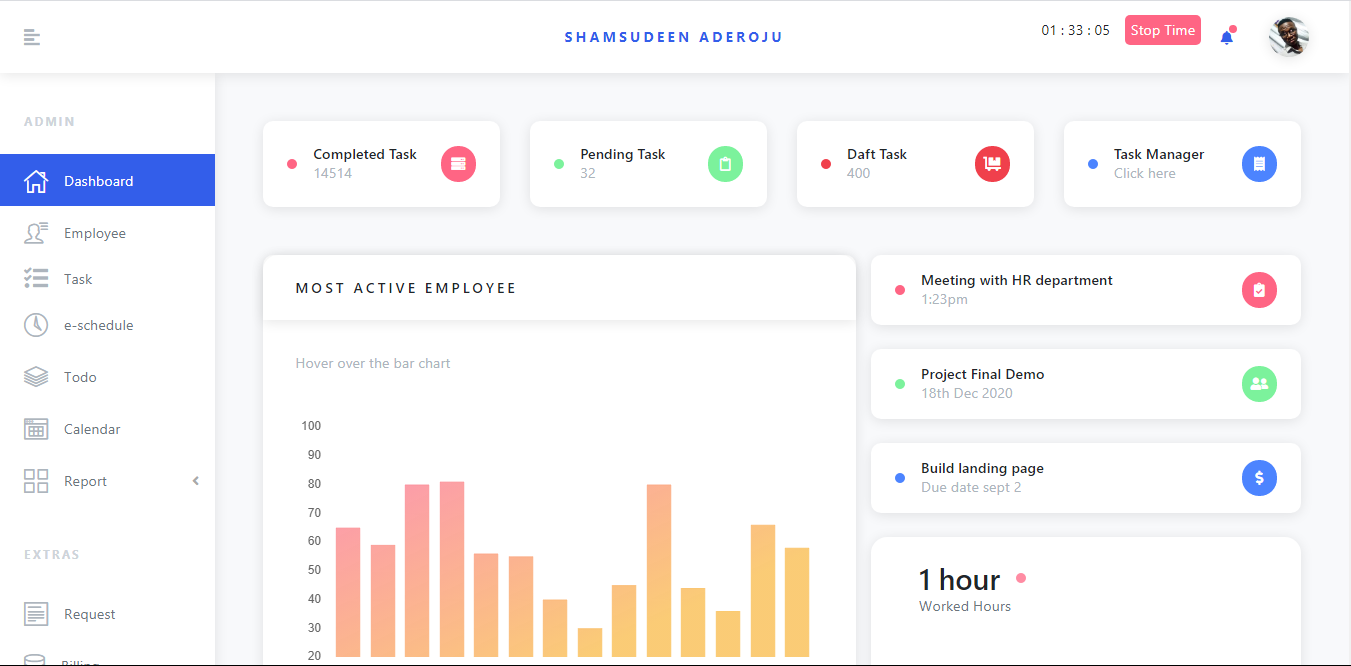 SHAMSUDEEN ADEROJU
01 : 33 : 05
Stop Time
ADMIN
Dashboard
Employee
Task
e-schedule
Todo
Calendar
Report
EXTRAS
Request
Billing
Completed Task
14514
Pending Task
32
Daft Task
400
Task Manager
Click here
MOST ACTIVE EMPLOYEE
Hover over the bar chart
100
90
80
70
60
50
40
30
20
Meeting with HR department
1:23pm
Project Final Demo
18th Dec 2020
Build landing page
Due date sept 2
1 hour
Worked Hours